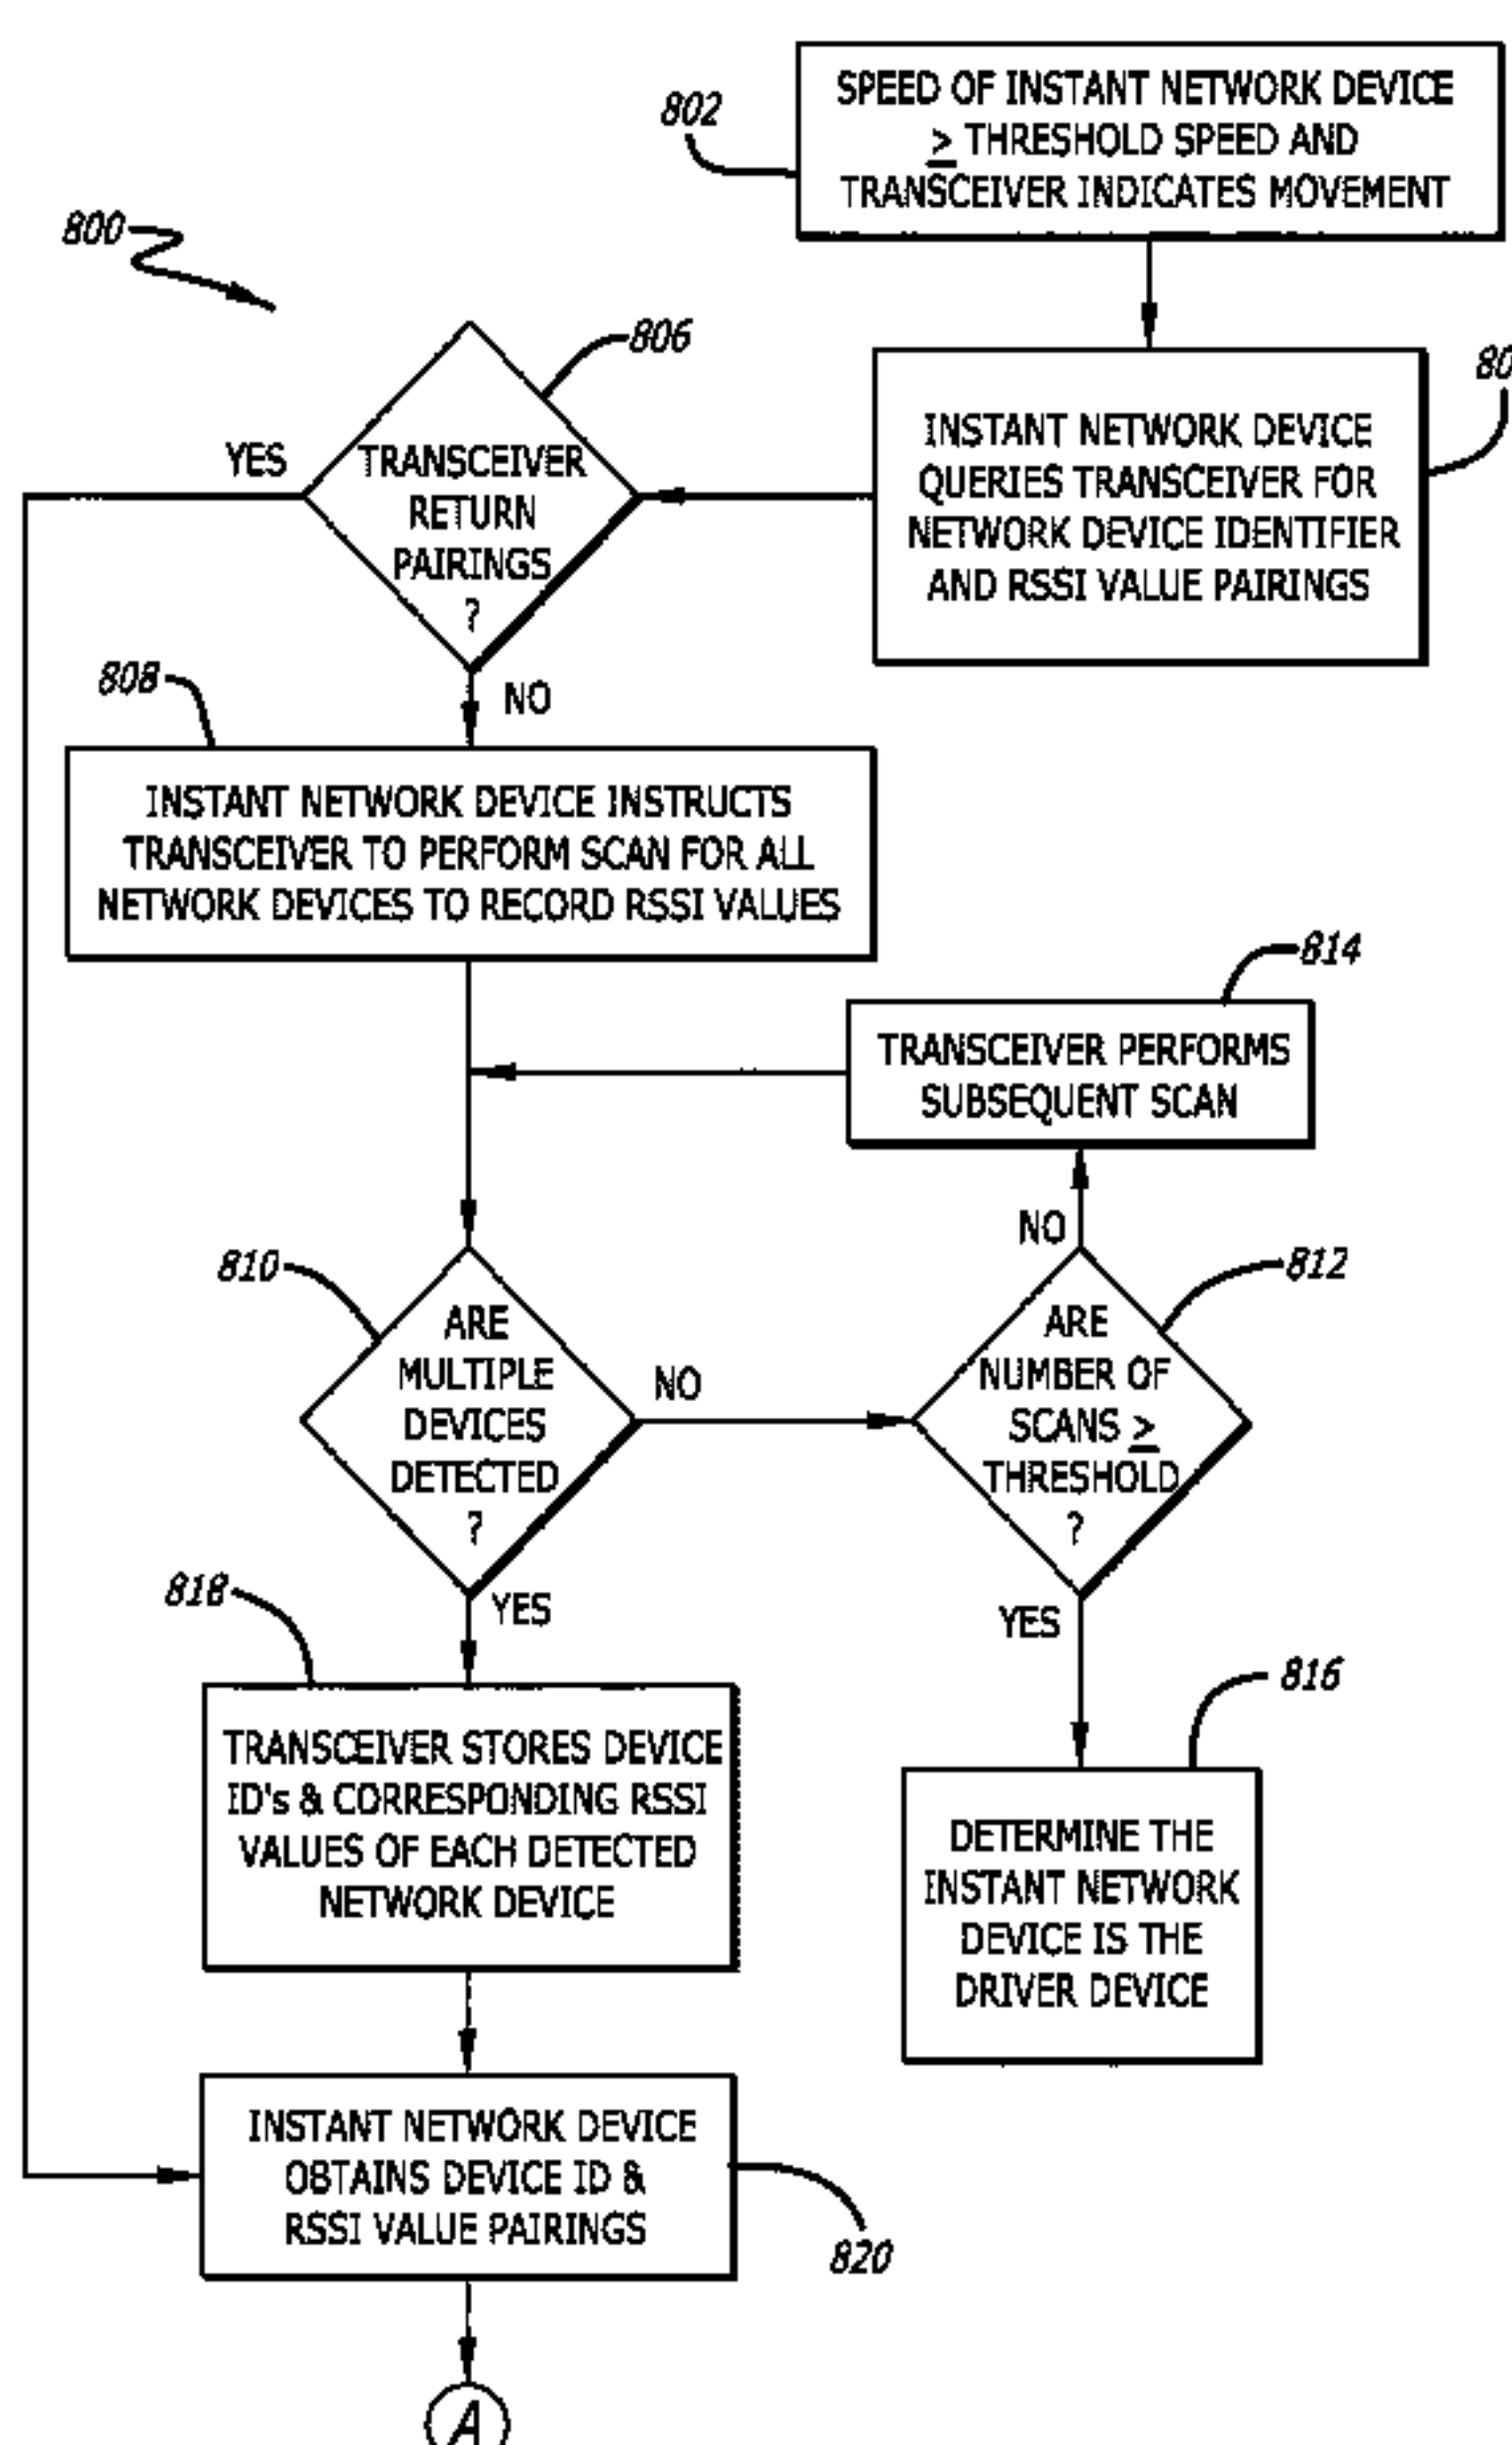 802
SPEED OF INSTANT NETWORK DEVICE
≥ THRESHOLD SPEED AND
TRANSCEIVER INDICATES MOVEMENT
800
806
YES
TRANSCEIVER
RETURN
PAIRINGS
?
NO
80
INSTANT NETWORK DEVICE
QUERIES TRANSCEIVER FOR
NETWORK DEVICE IDENTIFIER
AND RSSI VALUE PAIRINGS
808
INSTANT NETWORK DEVICE INSTRUCTS
TRANSCEIVER TO PERFORM SCAN FOR ALL
NETWORK DEVICES TO RECORD RSSI VALUES
814
TRANSCEIVER PERFORMS
SUBSEQUENT SCAN
NO
810
ARE
MULTIPLE
DEVICES
DETECTED
?
NO
812
ARE
NUMBER OF
SCANS ≥
THRESHOLD
?
YES
YES
818
TRANSCEIVER STORES DEVICE
ID's & CORRESPONDING RSSI
VALUES OF EACH DETECTED
NETWORK DEVICE
816
DETERMINE THE
INSTANT NETWORK
DEVICE IS THE
DRIVER DEVICE
INSTANT NETWORK DEVICE
OBTAINS DEVICE ID &
RSSI VALUE PAIRINGS
820
A